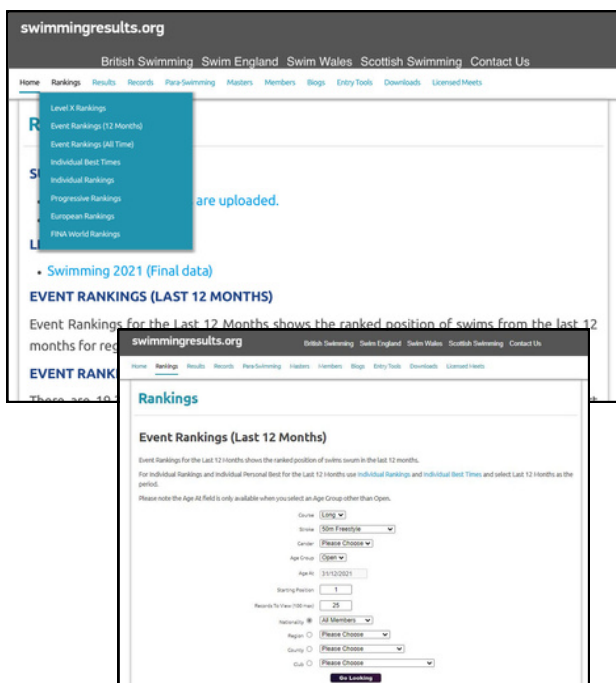 swimmingresults.org
British Swimming Swim England Swim Wales Scottish Swimming Contact Us
Home Rankings Results Records Para-Swimming Masters Members Biogs Entry Tools Downloads Licensed Meets
Level X Rankings
Event Rankings (12 Months)
Event Rankings (All Time)
Individual Best Times
Individual Rankings
Progressive Rankings
European Rankings
FINA World Rankings
are uploaded.
• Swimming 2021 (Final data)
EVENT RANKINGS (LAST 12 MONTHS)
Event Rankings for the Last 12 Months shows the ranked position of swims from the last 12
months for reg
EVENT RANK
There are 19
swimmingresults.org
British Swimming Swim England Swim Wales Scottish Swimming Contact Us
Home Rankings Results Records Para-Swimming Masters Members Biogs Entry Tools Downloads Licensed Meets
Rankings
Event Rankings (Last 12 Months)
Event Rankings for the Last 12 Months shows the ranked position of swims swum in the last 12 months.
For Individual Rankings and Individual Personal Best for the Last 12 Months use Individual Rankings and Individual Best Times and select Last 12 Months as the
period.
Please note the Age At field is only available when you select an Age Group other than Open.
Course Long
Stroke 50m Freestyle
Gender Please Choose
Age Group Open
Age At 31/12/2021
Starting Position 1
Records To View (100 max) 25
Nationality All Members
Region Please Choose
County Please Choose
Club Please Choose
Go Looking